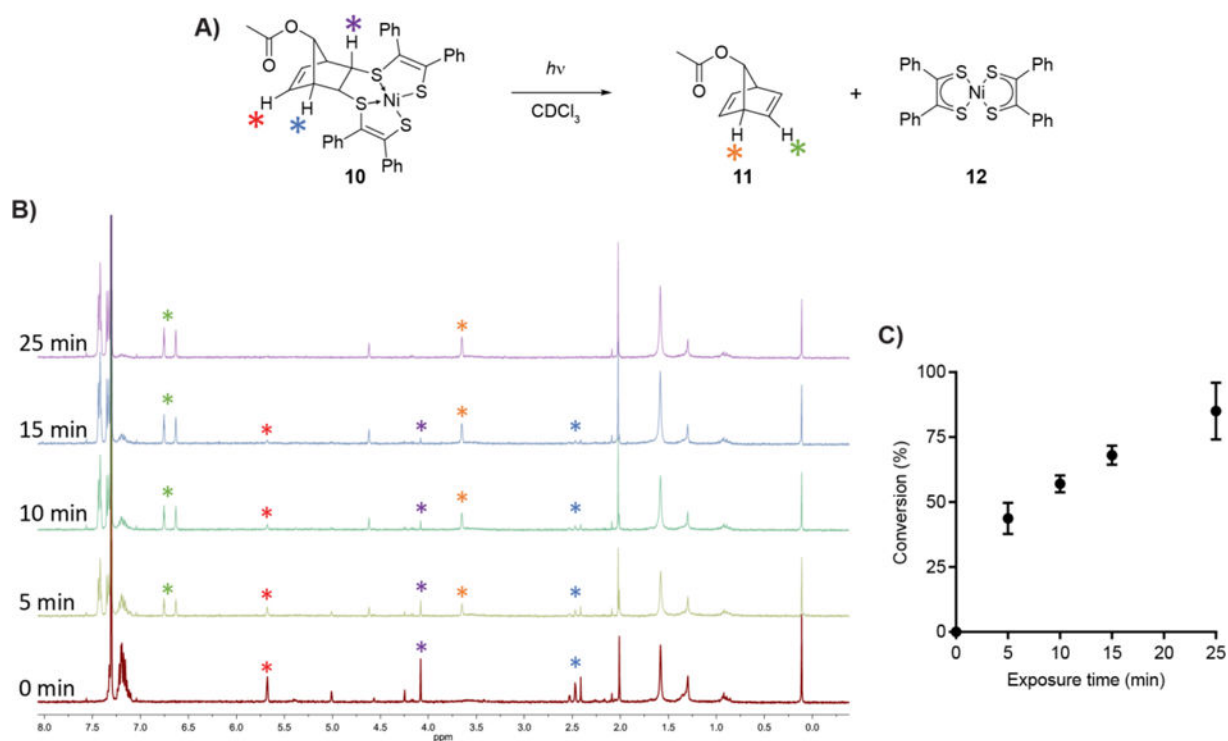 A)
O
O
H
H
H
S
S
S
S
Ni
Ph
Ph
Ph
Ph
10
hν
CDCl3
O
O
H
H
11
+
Ph
Ph
Ph
Ph
S
S
S
S
Ni
12
B)
25 min
15 min
10 min
5 min
0 min
8.0 7.5 7.0 6.5 6.0 5.5 5.0 4.5 4.0 3.5 3.0 2.5 2.0 1.5 1.0 0.5 0.0
ppm
C)
Conversion (%)
100
75
50
25
0
0 5 10 15 20 25
Exposure time (min)